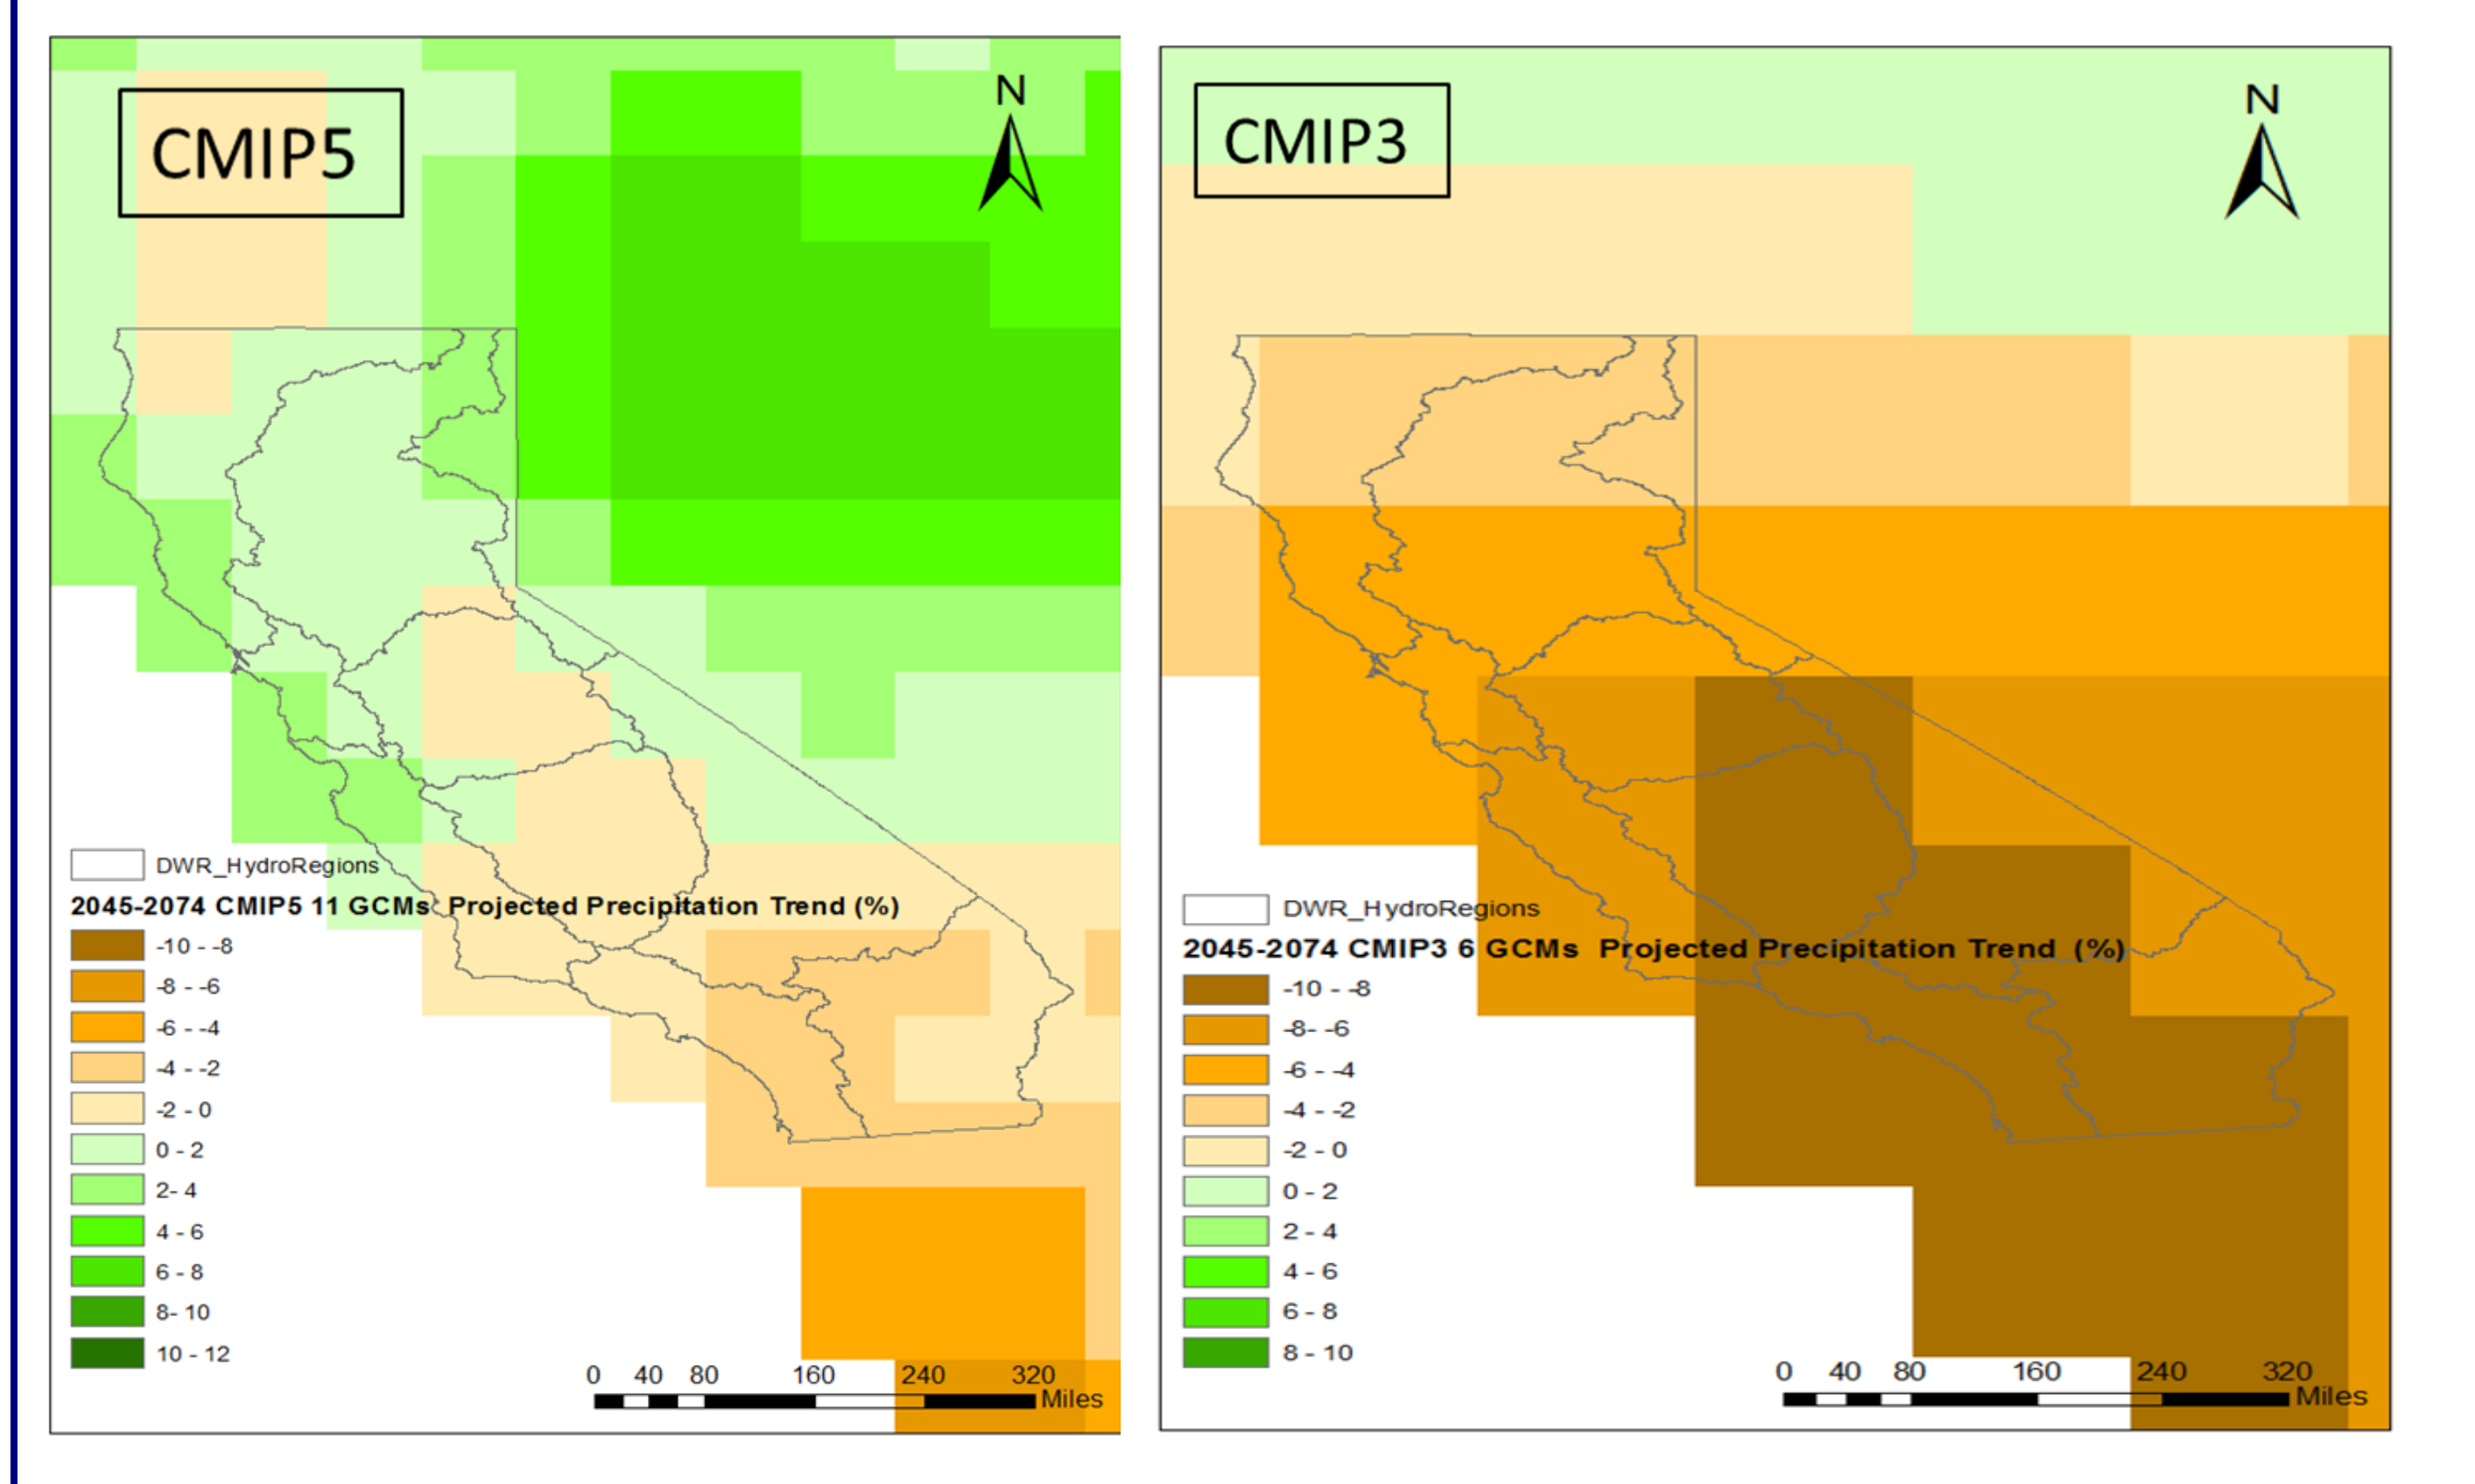 CMIP5
N
DWR_HydroRegions
2045-2074 CMIP5 11 GCMs Projected Precipitation Trend (%)
-10 - -8
-8 - -6
-6 - -4
-4 - -2
-2 - 0
0 - 2
2- 4
4 - 6
6 - 8
8- 10
10 - 12
0 40 80 160 240 320
Miles
CMIP3
N
DWR_HydroRegions
2045-2074 CMIP3 6 GCMs Projected Precipitation Trend (%)
-10 - -8
-8- -6
-6 - -4
-4 - -2
-2 - 0
0 - 2
2 - 4
4 - 6
6 - 8
8 - 10
0 40 80 160 240 320
Miles